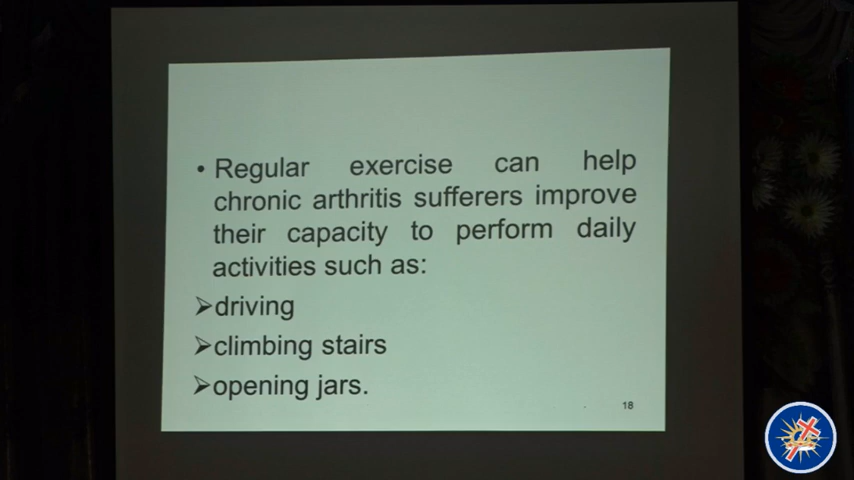 • Regular exercise can help
chronic arthritis sufferers improve
their capacity to perform daily
activities such as:
➢driving
➢climbing stairs
➢opening jars.
18